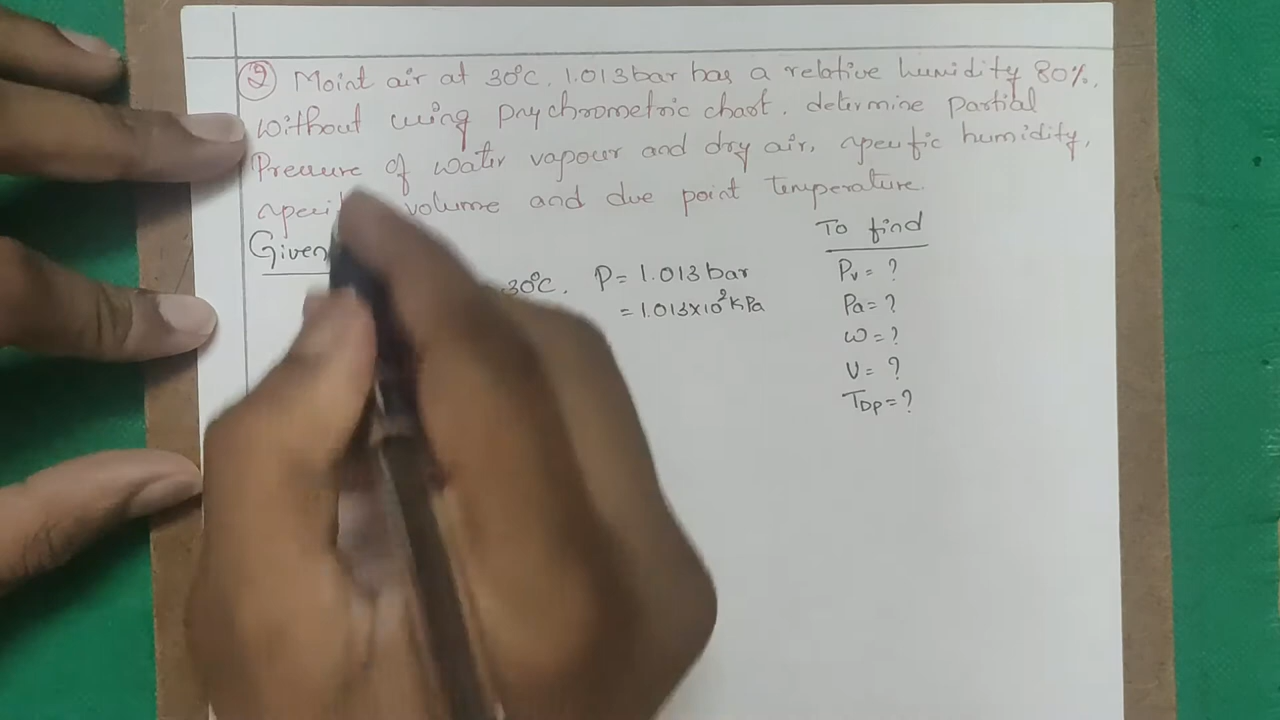 ② Moist air at 30°C, 1.013 bar has a relative humidity 80%.
Without using psychrometric chart, determine Partial
Pressure of water vapour and dry air, specific humidity,
volume and due point temperature.
Given
To find
30°C, P = 1.013 bar
= 1.013×10² KPa
Pv = ?
Pa = ?
ω = ?
υ = ?
TDP = ?